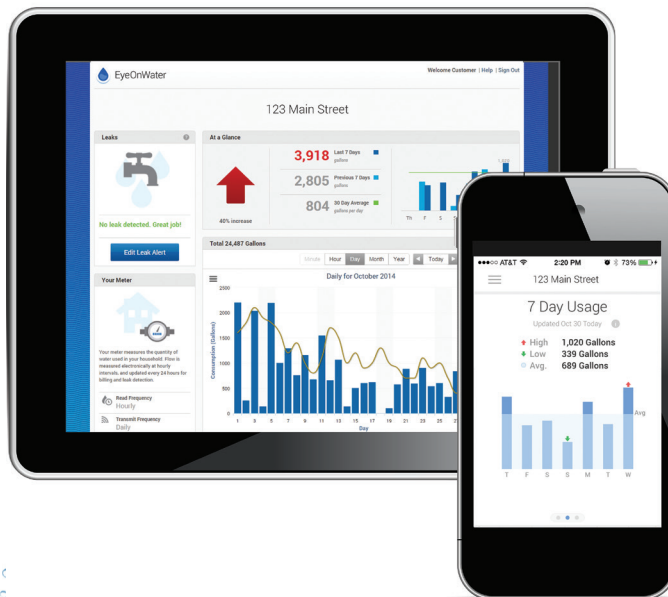 EyeOnWater
Welcome Customer | Help | Sign Out
123 Main Street
Leaks
No leak detected. Great job!
Edit Leak Alert
At a Glance
40% increase
3,918 Last 7 Days
gallons
2,805 Previous 7 Days
gallons
804 30 Day Average
gallons per day
Th F S
Your Meter
Your meter measures the quantity of
water used in your household. Flow is
measured electronically at hourly
intervals, and updated every 24 hours for
billing and leak detection.
Read Frequency
Hourly
Transmit Frequency
Daily
Total 24,487 Gallons
Minute Hour Day Month Year Today
Daily for October 2014
Consumption (Gallons)
2500
2000
1500
1000
500
0
1 3 5 7 9 11 13 15 17 19 21 23 25
Day
AT&T 2:20 PM 73%
123 Main Street
7 Day Usage
Updated Oct 30 Today
High 1,020 Gallons
Low 339 Gallons
Avg. 689 Gallons
Avg
T F S S M T W